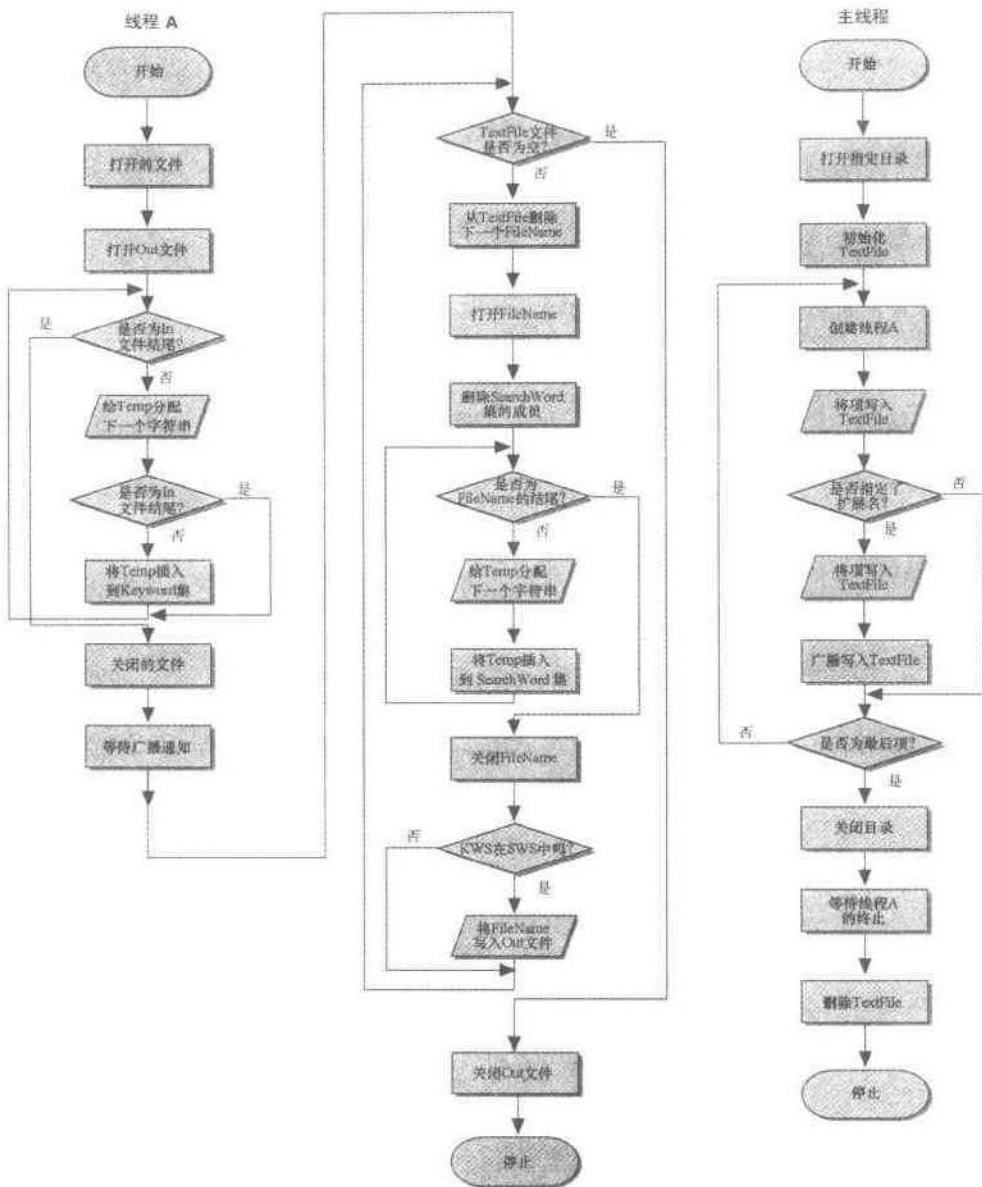 线程 A
开始
打开的文件
打开Out文件
是否为In
文件结尾?
是
否
给Temp分配
下一个字符串
是否为In
文件结尾?
是
否
将Temp插入
到Keyword集
关闭的文件
等待广播通知
TextFile文件
是否为空?
是
否
从TextFile删除
下一个FileName
打开FileName
删除SearchWord
集的成员
是否为
FileName的结尾?
是
否
给Temp分配
下一个字符串
将Temp插入
到 SearchWord 集
关闭FileName
KWS在SWS中吗?
否
是
将FileName
写入Out文件
关闭Out文件
停止
主线程
开始
打开指定目录
初始化
TextFile
创建线程A
将项写入
TextFile
是否指定了
扩展名?
否
是
将项写入
TextFile
广播写入TextFile
是否为最后项?
否
是
关闭目录
等待线程A
的终止
删除TextFile
停止